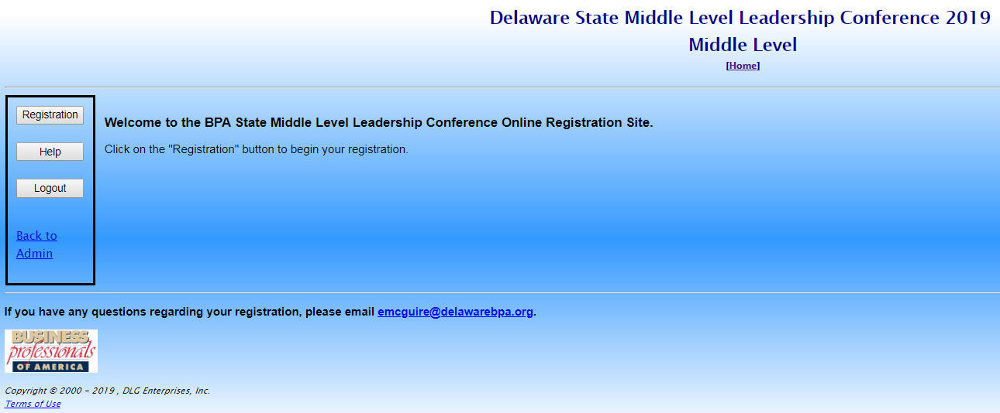 Delaware State Middle Level Leadership Conference 2019
Middle Level
[Home]
Registration
Help
Logout
Back to
Admin
Welcome to the BPA State Middle Level Leadership Conference Online Registration Site.
Click on the "Registration" button to begin your registration.
If you have any questions regarding your registration, please email emcguire@delawarebpa.org.
BUSINESS
professionals
OF AMERICA
Copyright © 2000 - 2019 , DLG Enterprises, Inc.
Terms of Use